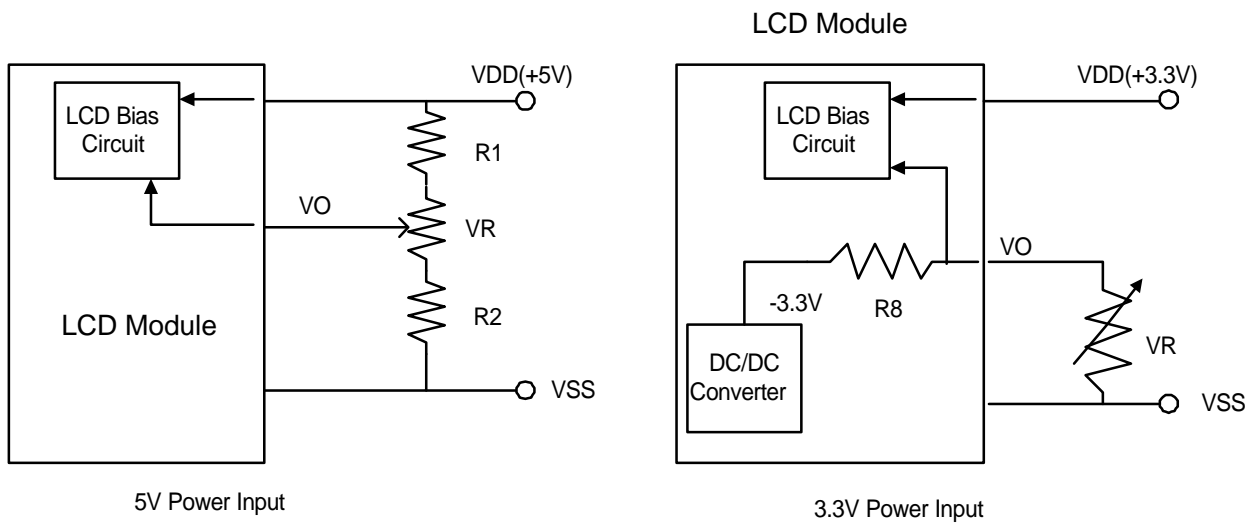 VDD(+5V)
LCD Bias
Circuit
R1
VO
VR
LCD Module
R2
VSS
5V Power Input
LCD Module
VDD(+3.3V)
LCD Bias
Circuit
VO
-3.3V
R8
VR
DC/DC
Converter
VSS
3.3V Power Input